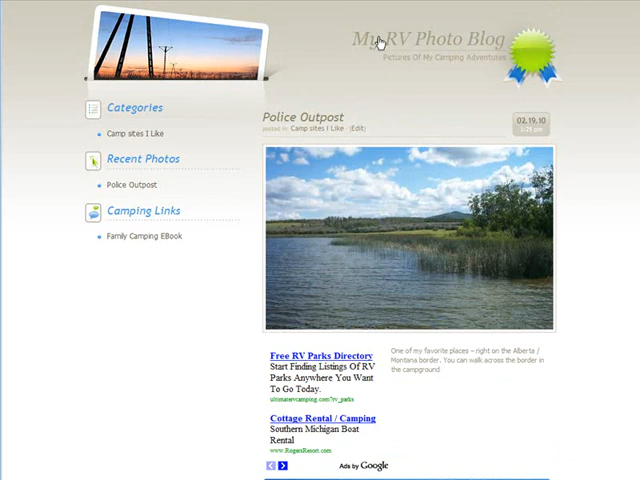 My RV Photo Blog
Pictures Of My Camping Adventures
Categories
Camp sites I Like
Recent Photos
Police Outpost
Camping Links
Family Camping EBook
Police Outpost
posted in: Camp sites I Like - (Edit)
02.19.10
1:25 pm
Free RV Parks Directory
Start Finding Listings Of RV
Parks Anywhere You Want
To Go Today.
ultimatervcamping.com?rv_parks
Cottage Rental / Camping
Southern Michigan Boat
Rental
www.RogersResort.com
Ads by Google
One of my favorite places – right on the Alberta /
Montana border. You can walk across the border in
the campground